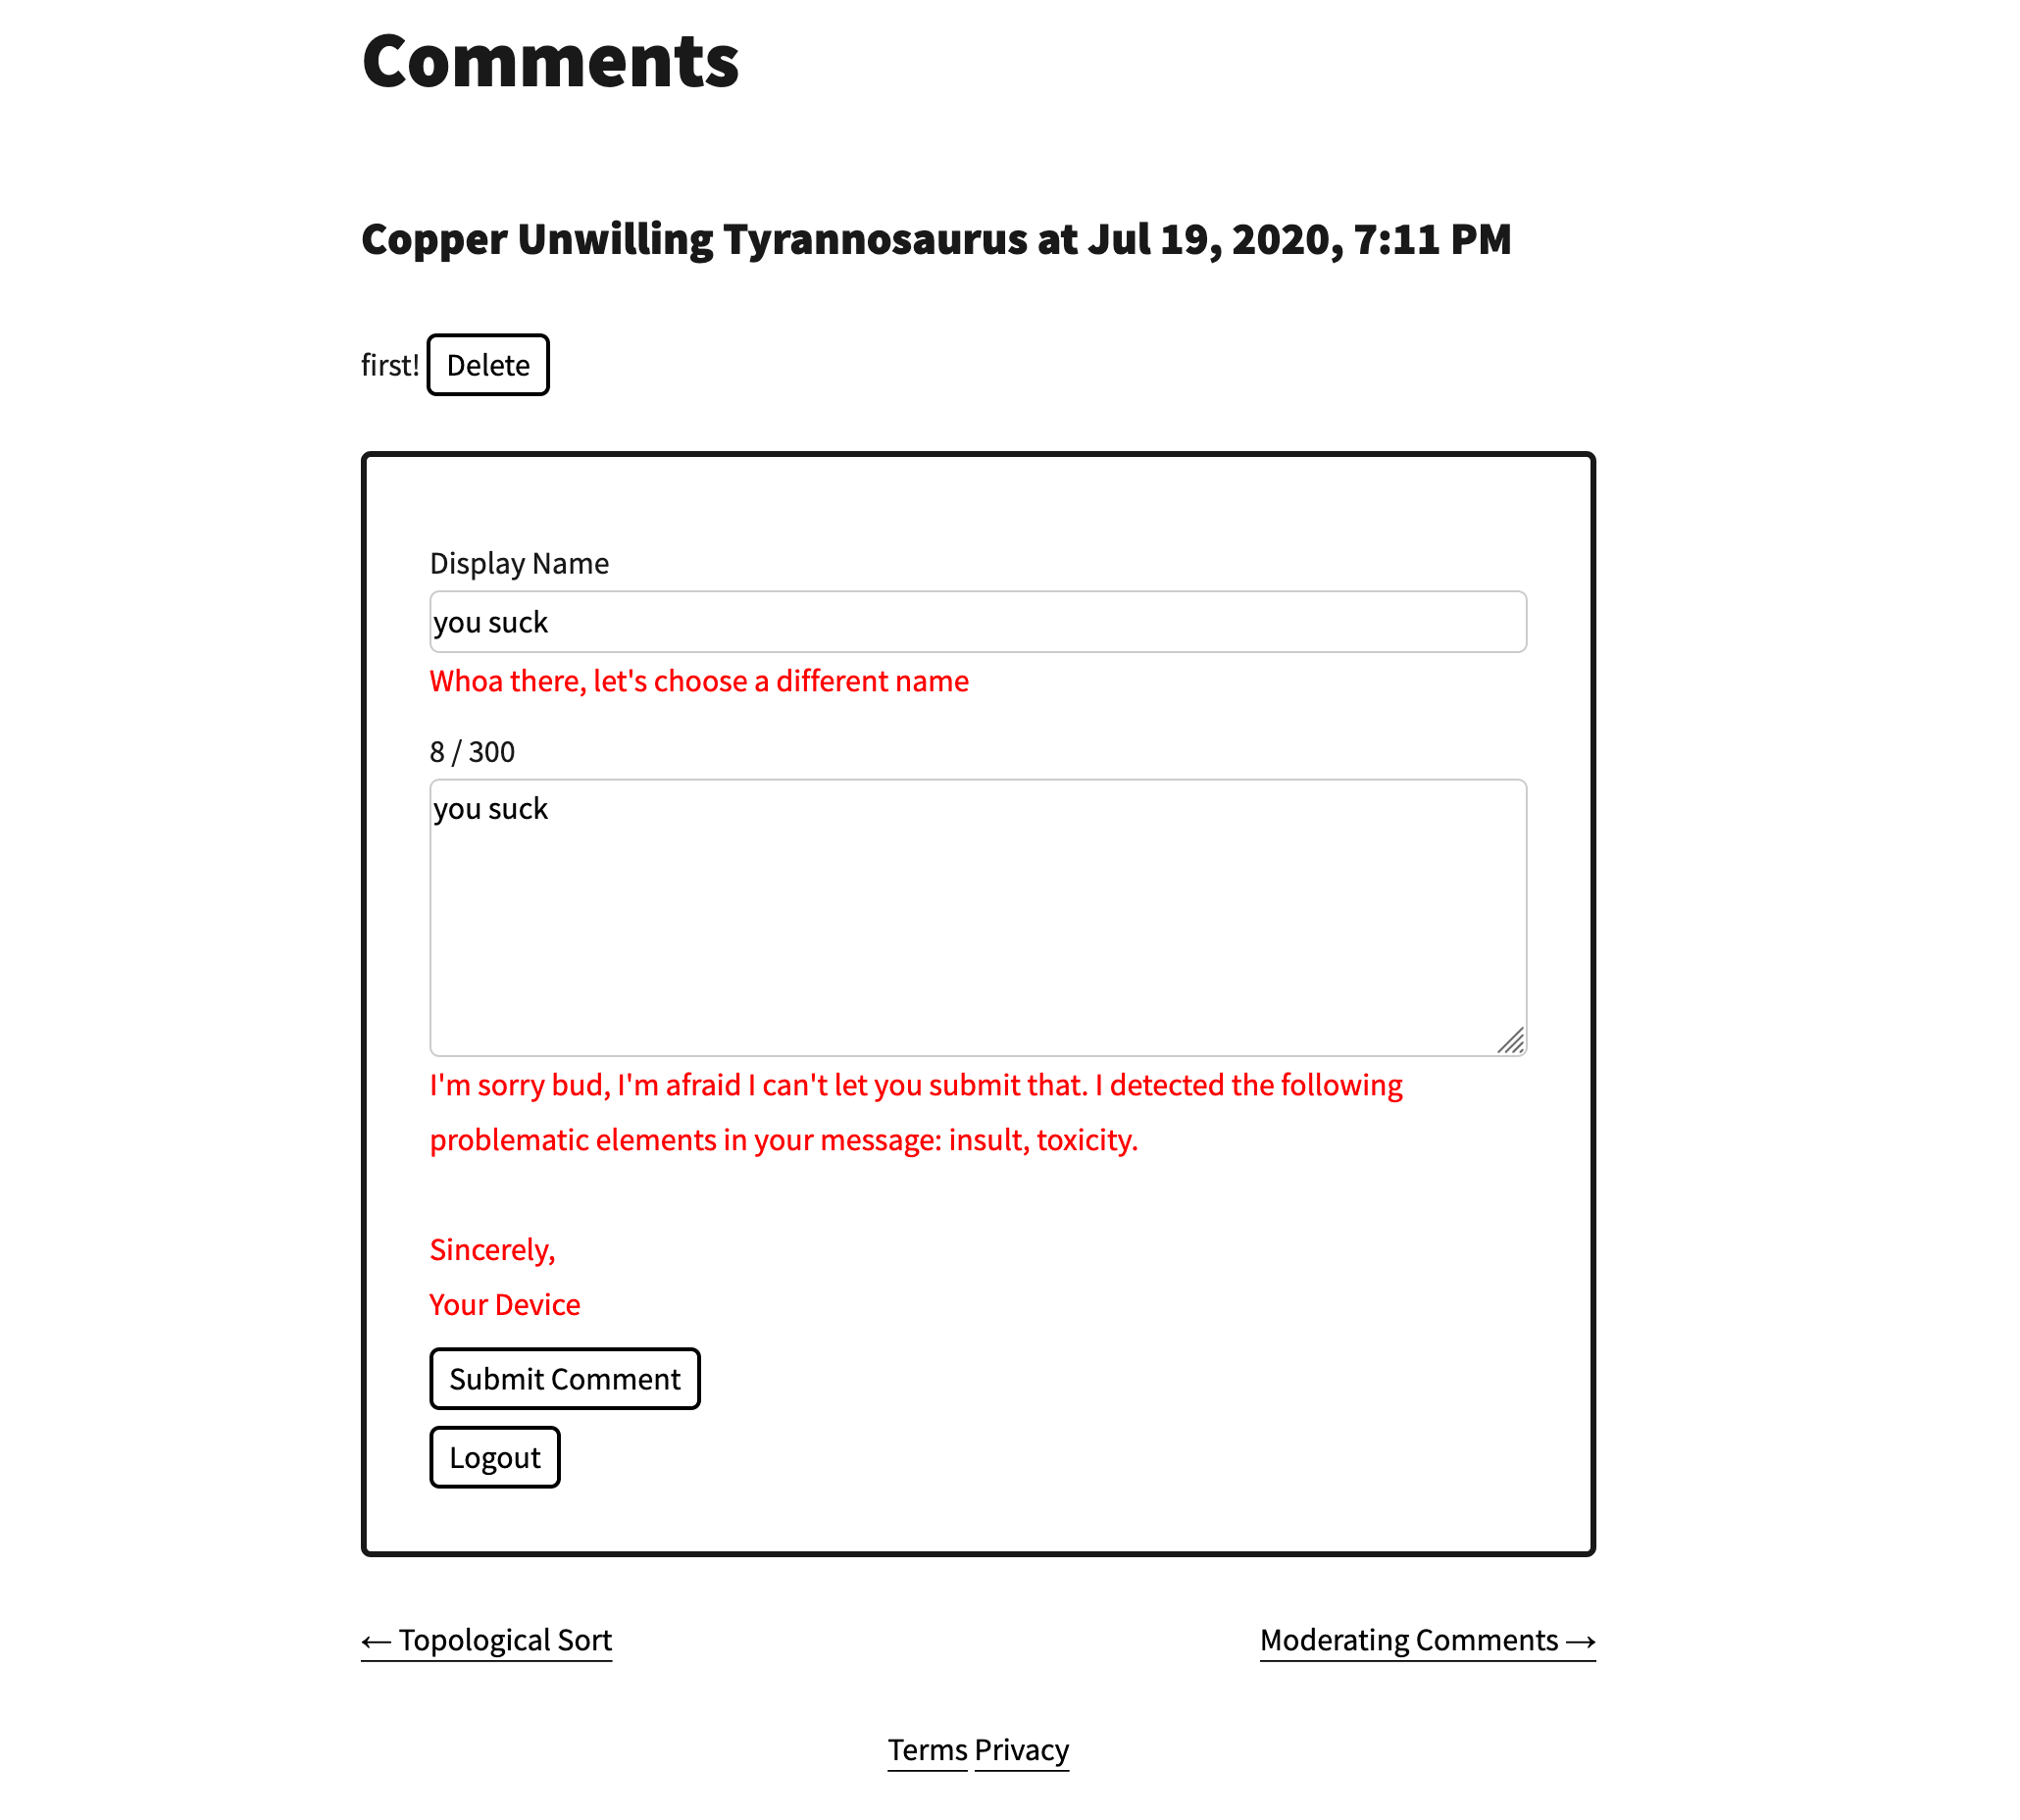 Comments
Copper Unwilling Tyrannosaurus at Jul 19, 2020, 7:11 PM
first! Delete
Display Name
you suck
Whoa there, let's choose a different name
8 / 300
you suck
I'm sorry bud, I'm afraid I can't let you submit that. I detected the following
problematic elements in your message: insult, toxicity.
Sincerely,
Your Device
Submit Comment
Logout
← Topological Sort Moderating Comments →
Terms Privacy